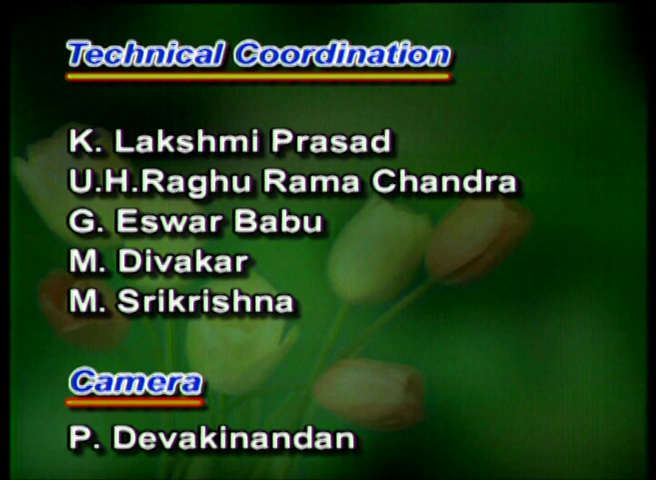 Technical Coordination
K. Lakshmi Prasad
U.H.Raghu Rama Chandra
G. Eswar Babu
M. Divakar
M. Srikrishna
Camera
P. Devakinandan